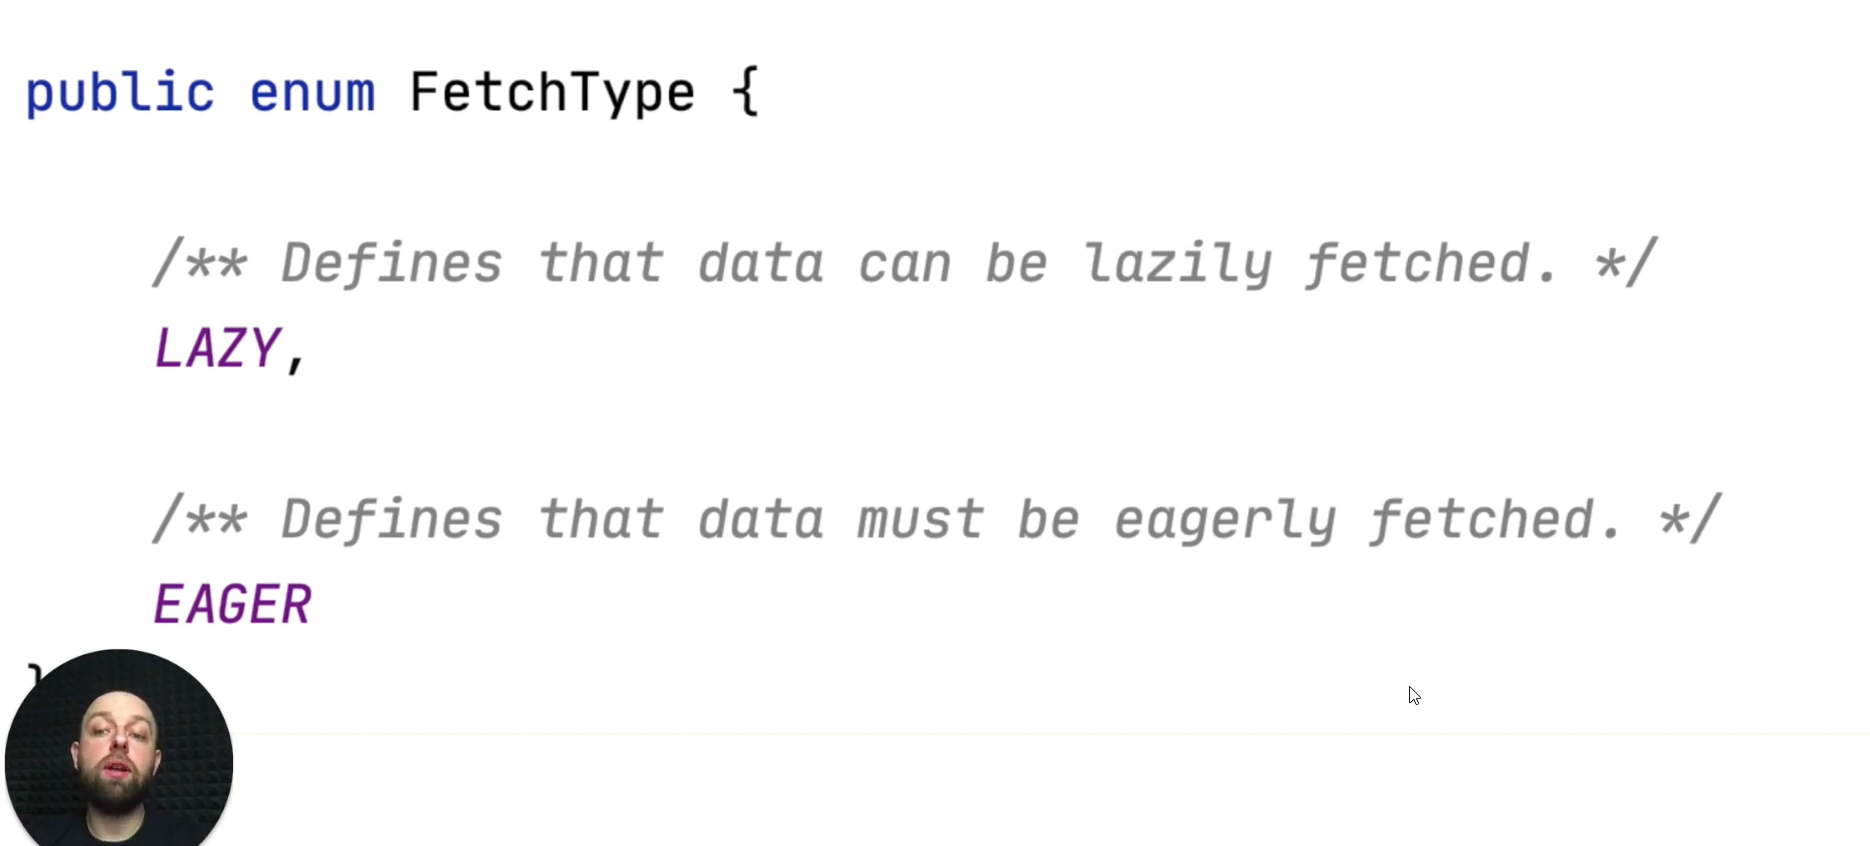 public enum FetchType {
/** Defines that data can be lazily fetched. */
LAZY,
/** Defines that data must be eagerly fetched. */
EAGER
}